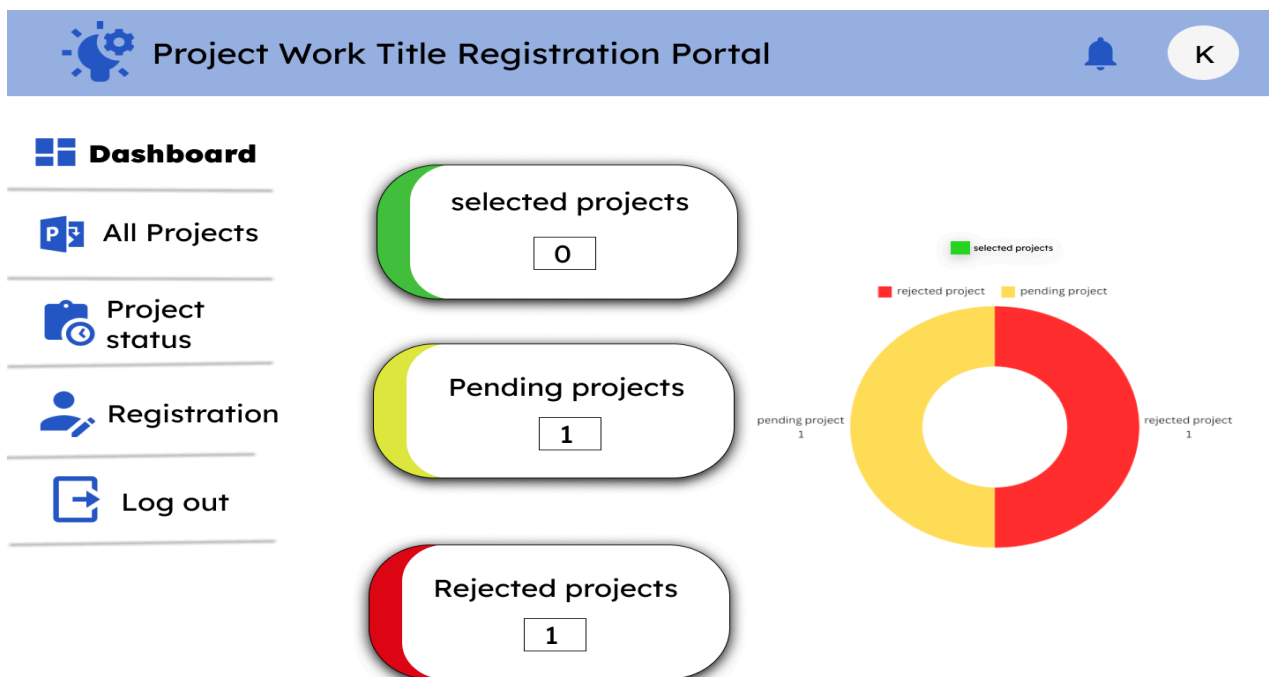 Project Work Title Registration Portal
K
Dashboard
All Projects
Project
status
Registration
Log out
selected projects
0
Pending projects
1
Rejected projects
1
selected projects
rejected project
pending project
pending project
1
rejected project
1